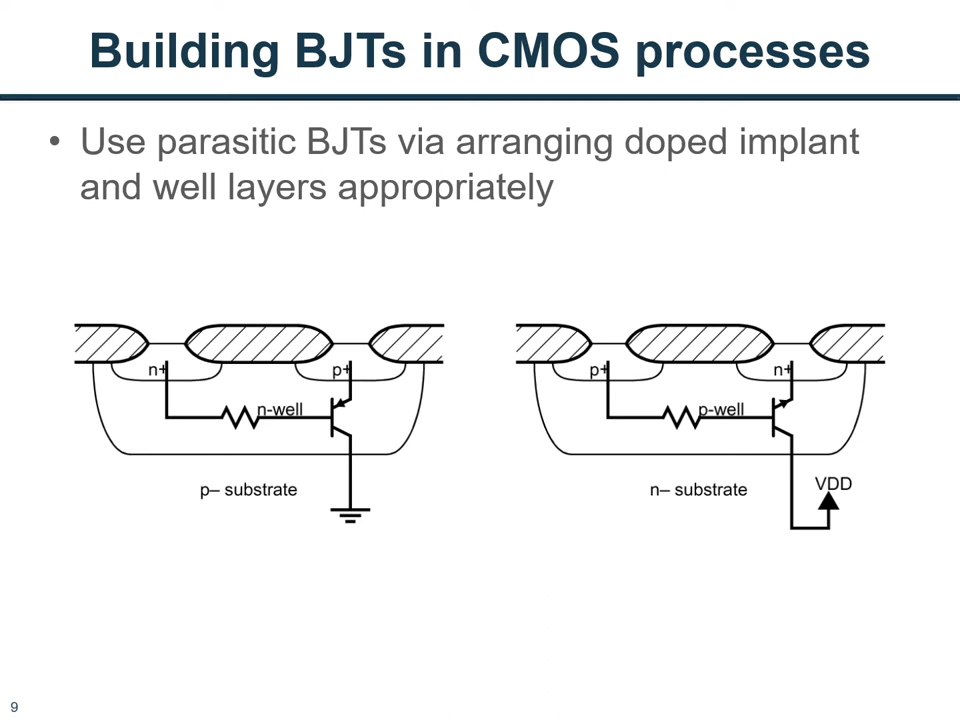 Building BJTs in CMOS processes
• Use parasitic BJTs via arranging doped implant
and well layers appropriately
n+
p+
n-well
p– substrate
p+
n+
p-well
n– substrate
VDD
9